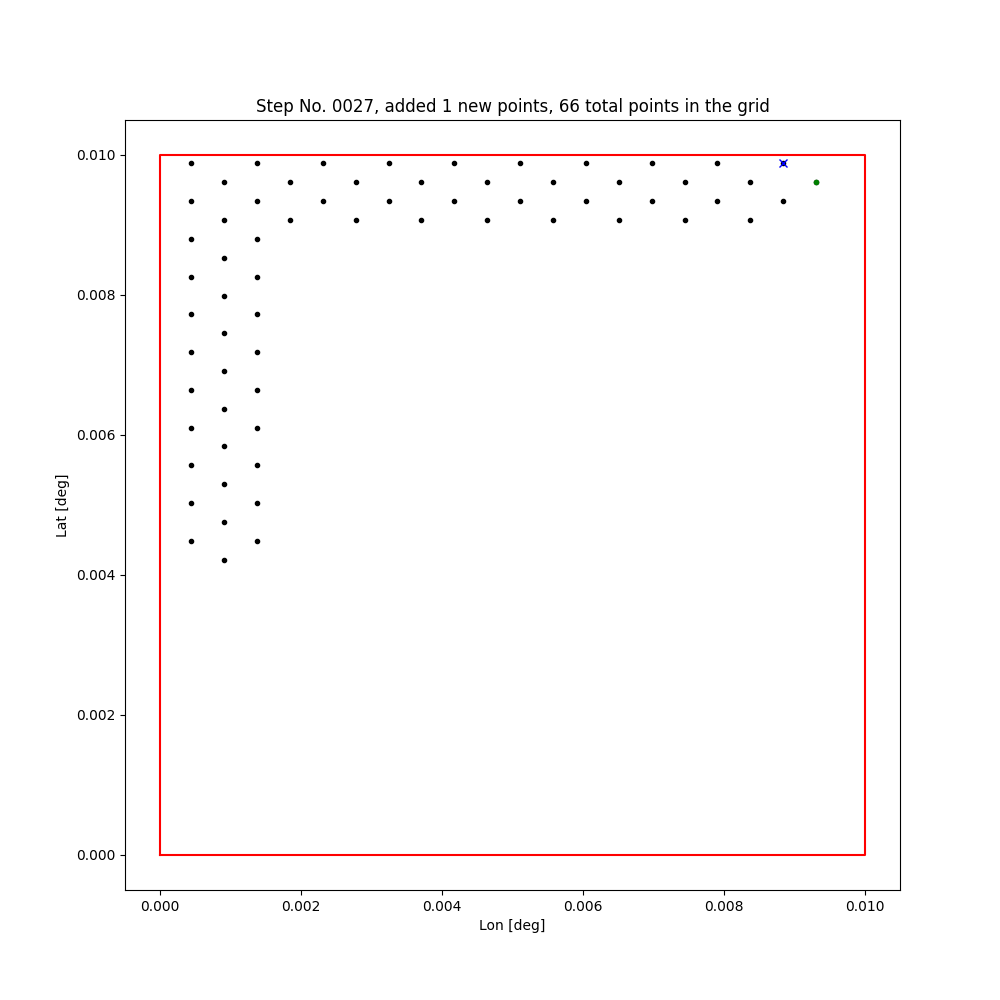 Step No. 0027, added 1 new points, 66 total points in the grid
0.010
0.008
0.006
0.004
0.002
0.000
Lat [deg]
0.000 0.002 0.004 0.006 0.008 0.010
Lon [deg]